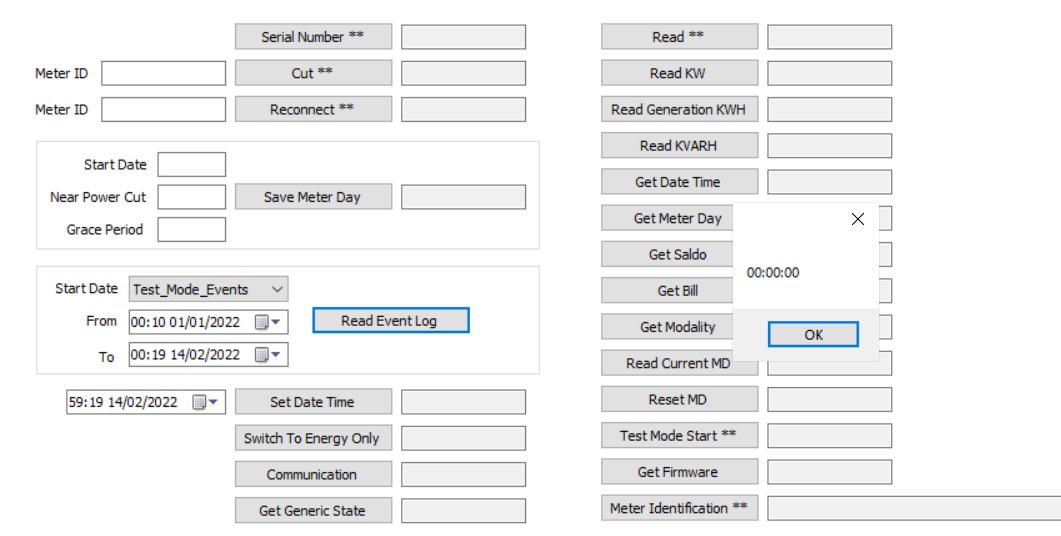 Serial Number **
Meter ID
Cut **
Meter ID
Reconnect **
Start Date
Near Power Cut
Save Meter Day
Grace Period
Start Date
Test_Mode_Events
From
00:10 01/01/2022
Read Event Log
To
00:19 14/02/2022
59:19 14/02/2022
Set Date Time
Switch To Energy Only
Communication
Get Generic State
Read **
Read KW
Read Generation KWH
Read KVARH
Get Date Time
Get Meter Day
Get Saldo
Get Bill
Get Modality
Read Current MD
Reset MD
Test Mode Start **
Get Firmware
Meter Identification **
00:00:00
OK